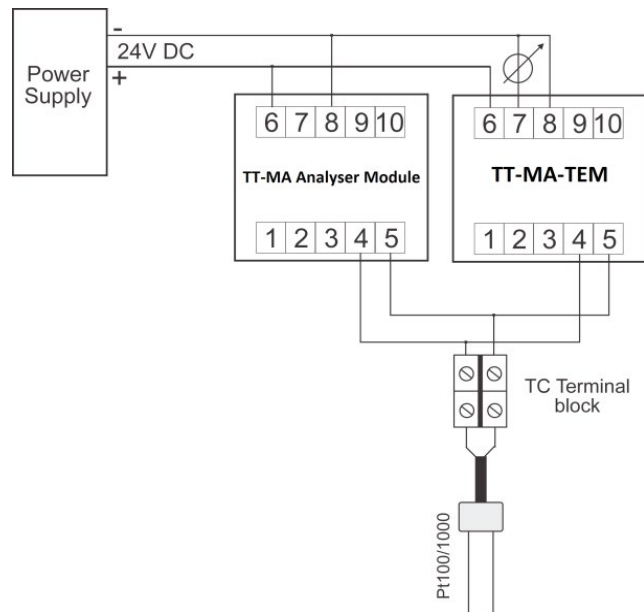 -
24V DC
+
Power
Supply
6 7 8 9 10
TT-MA Analyser Module
1 2 3 4 5
6 7 8 9 10
TT-MA-TEM
1 2 3 4 5
TC Terminal
block
Pt100/1000